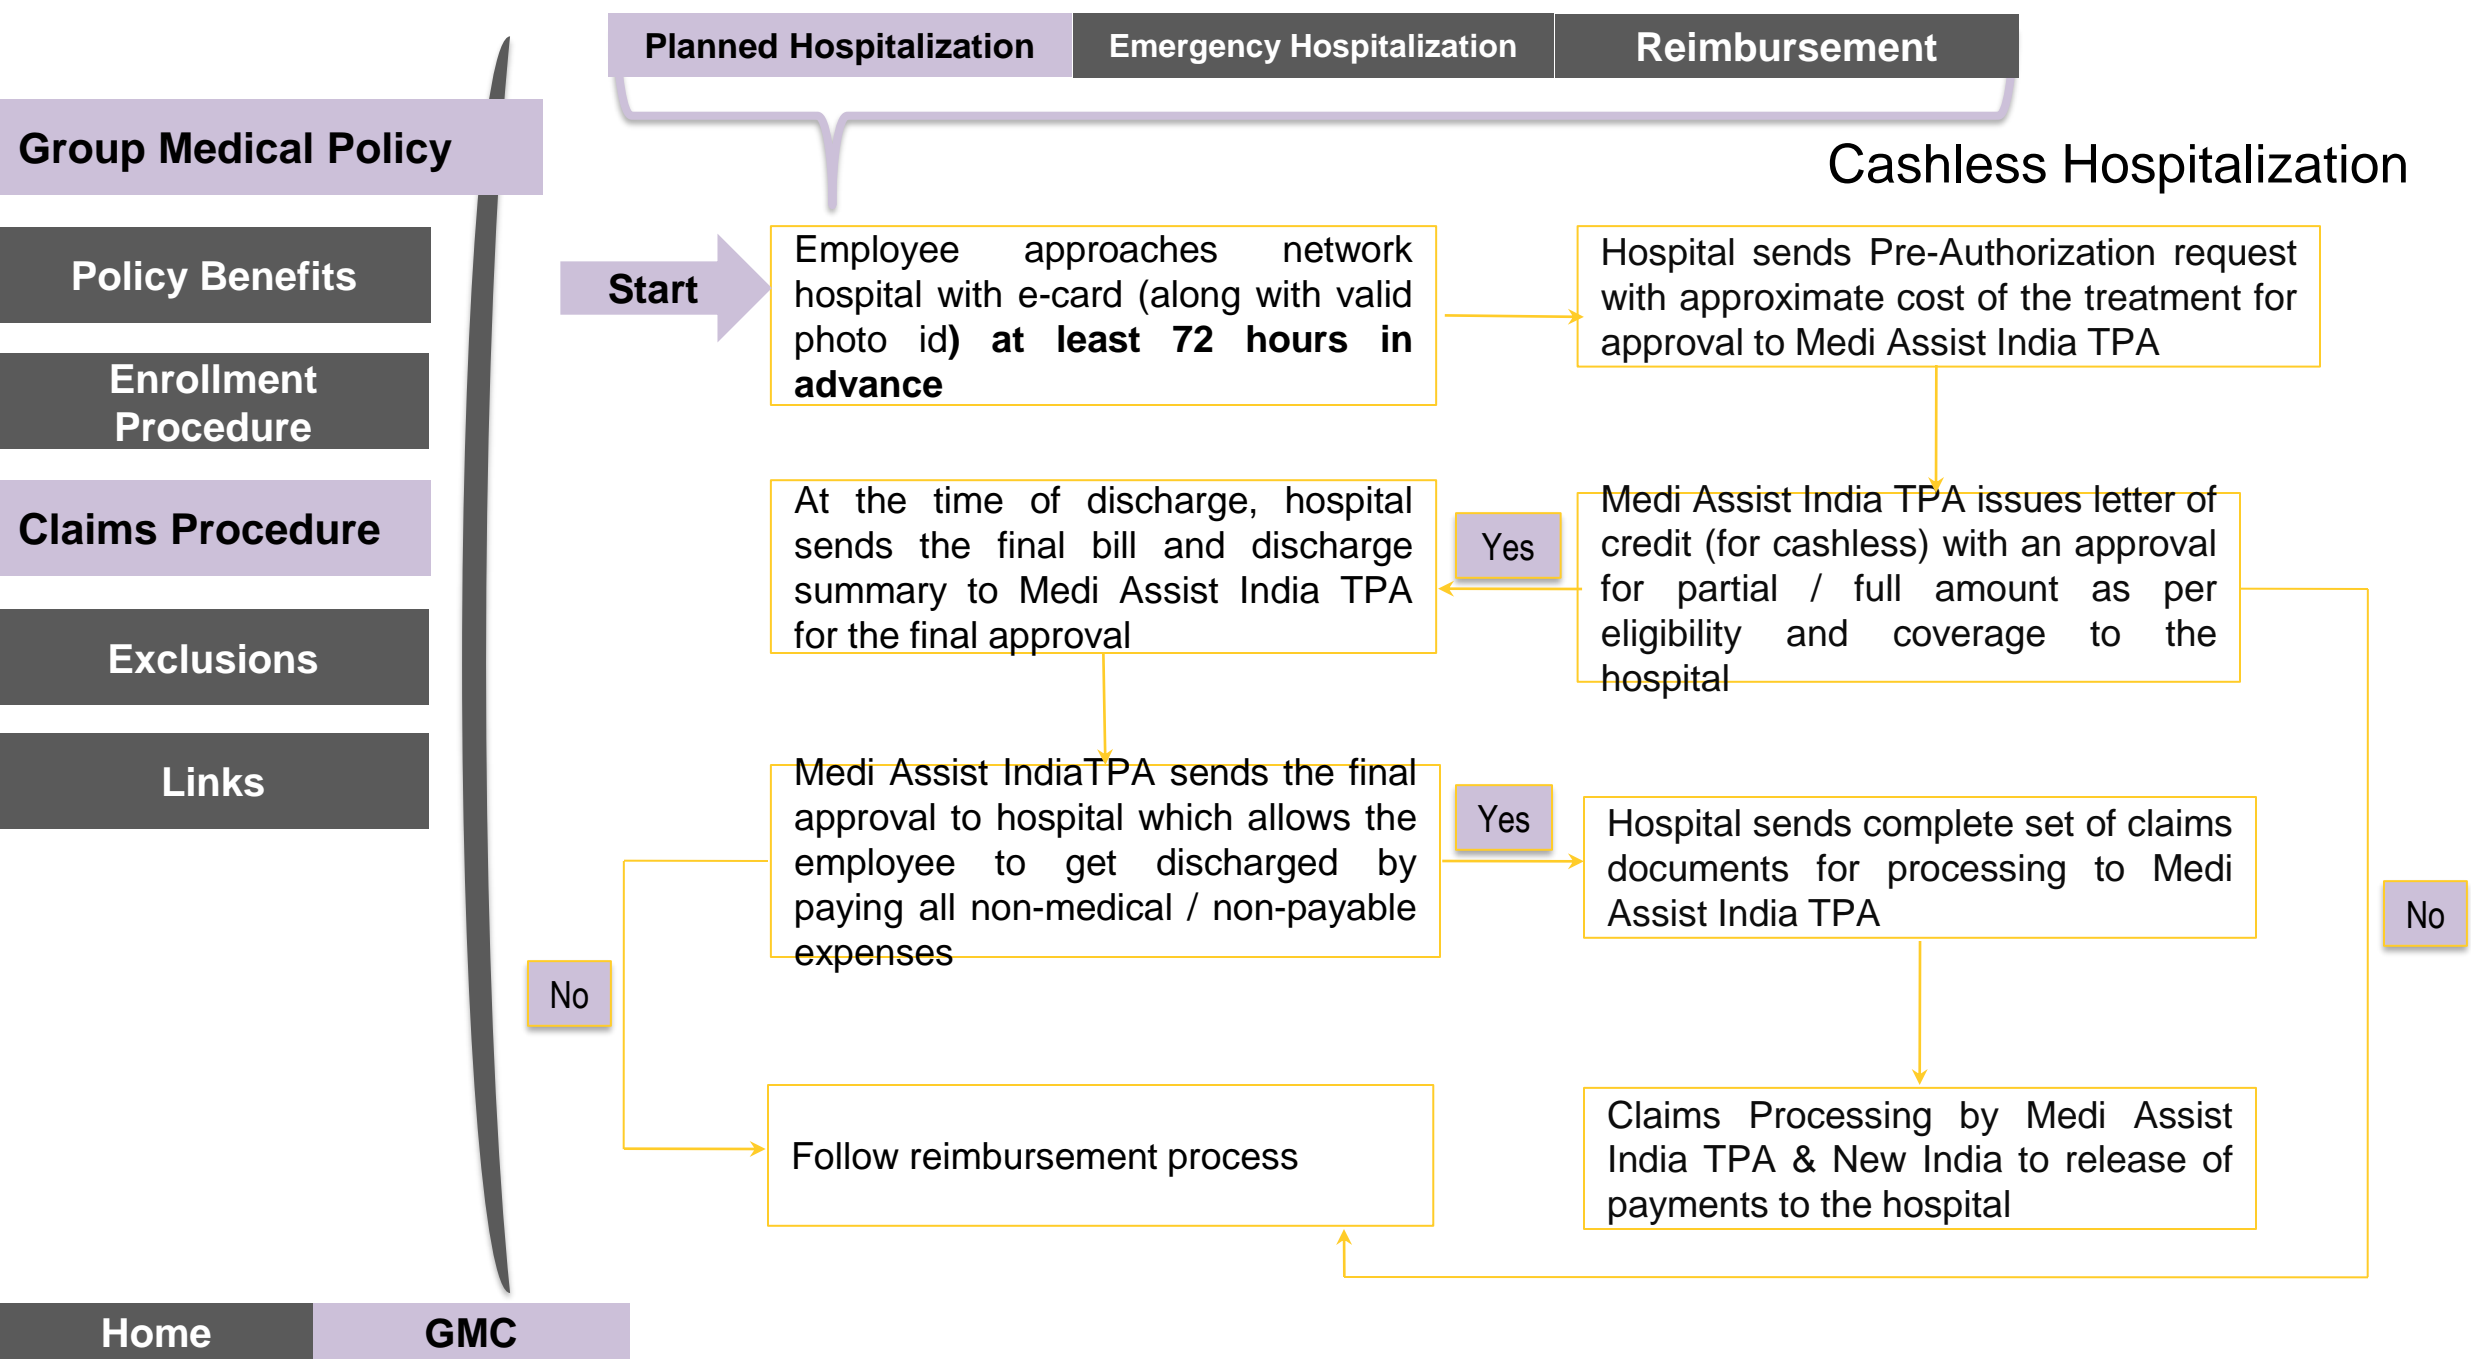 Planned Hospitalization
Emergency Hospitalization
Reimbursement
Group Medical Policy
Cashless Hospitalization
Policy Benefits
Enrollment
Procedure
Claims Procedure
Exclusions
Links
Start
Employee approaches network
hospital with e-card (along with valid
photo id) at least 72 hours in
advance
Hospital sends Pre-Authorization request
with approximate cost of the treatment for
approval to Medi Assist India TPA
At the time of discharge, hospital
sends the final bill and discharge
summary to Medi Assist India TPA
for the final approval
Yes
Medi Assist India TPA issues letter of
credit (for cashless) with an approval
for partial / full amount as per
eligibility and coverage to the
hospital
Medi Assist IndiaTPA sends the final
approval to hospital which allows the
employee to get discharged by
paying all non-medical / non-payable
expenses
Yes
Hospital sends complete set of claims
documents for processing to Medi
Assist India TPA
No
No
Follow reimbursement process
Claims Processing by Medi Assist
India TPA & New India to release of
payments to the hospital
Home
GMC